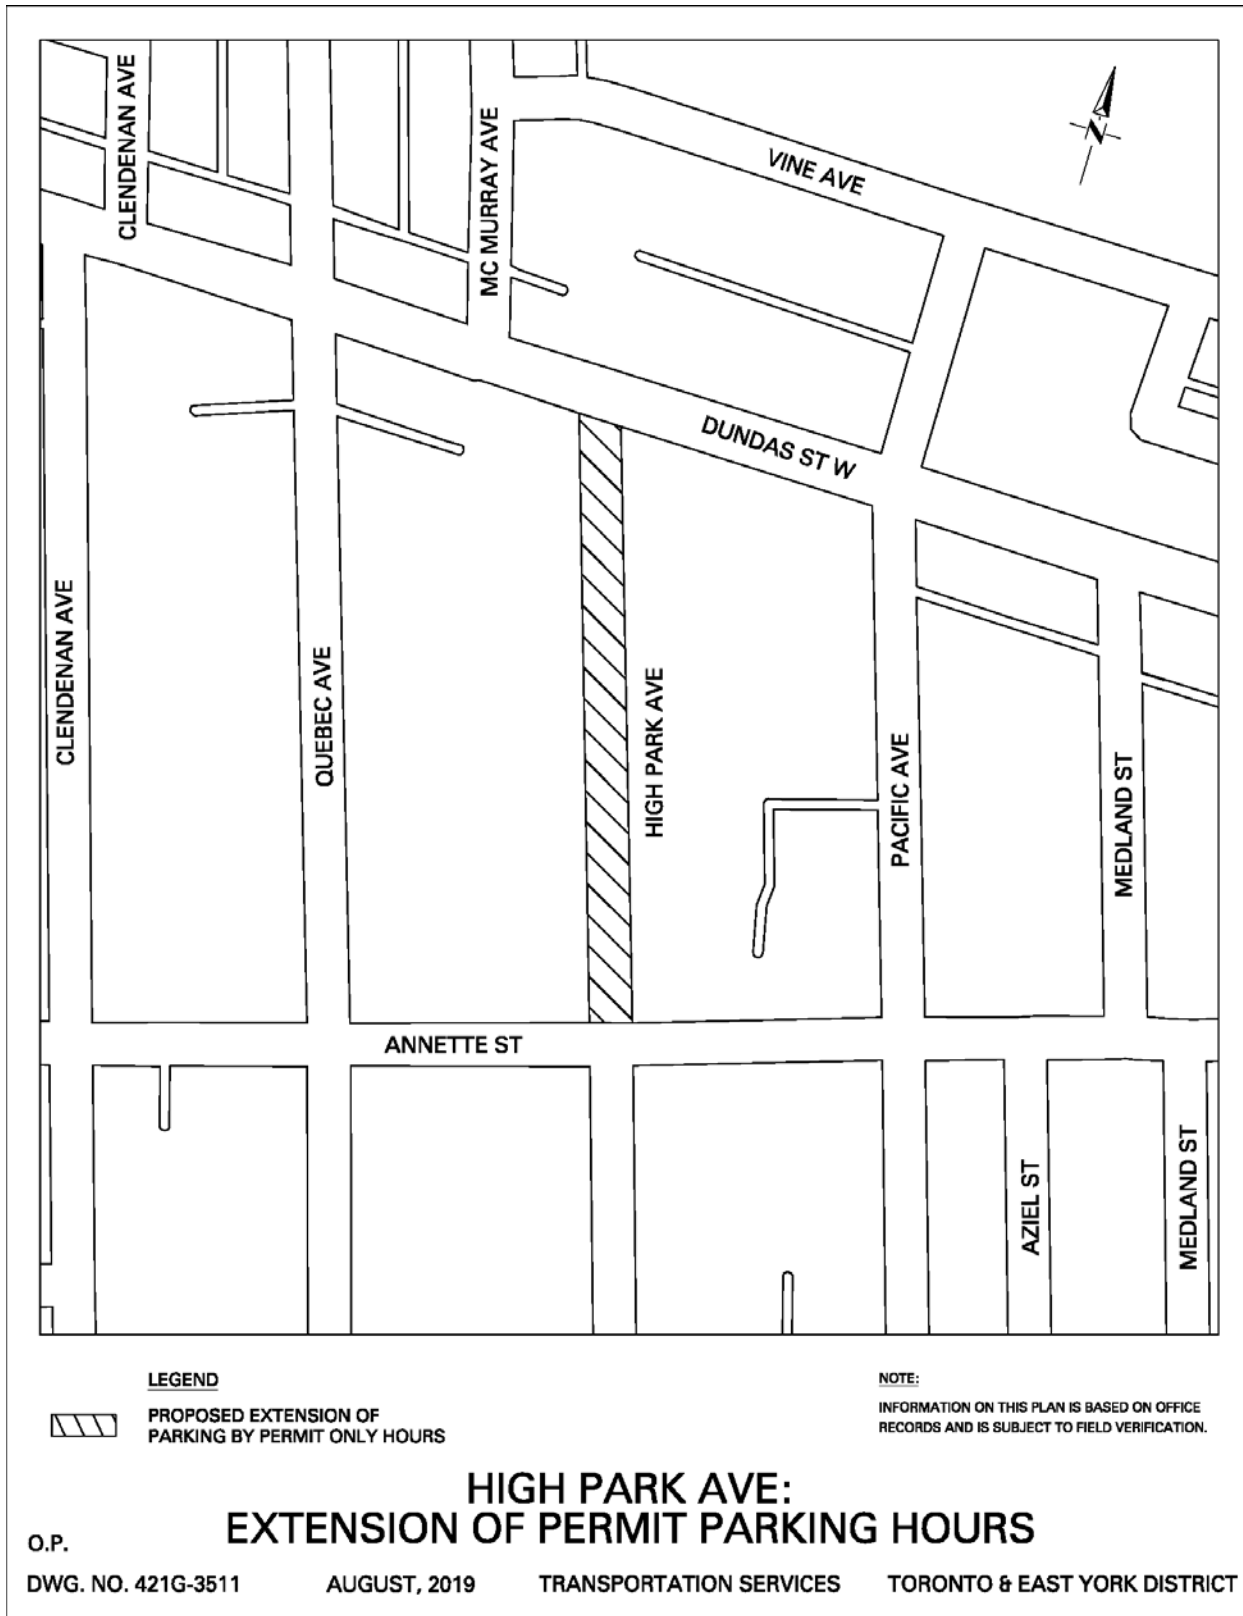 CLENDENAN AVE
MC MURRAY AVE
VINE AVE
N
DUNDAS ST W
CLENDENAN AVE
QUEBEC AVE
HIGH PARK AVE
PACIFIC AVE
MEDLAND ST
ANNETTE ST
AZIEL ST
MEDLAND ST
LEGEND
PROPOSED EXTENSION OF
PARKING BY PERMIT ONLY HOURS
NOTE:
INFORMATION ON THIS PLAN IS BASED ON OFFICE
RECORDS AND IS SUBJECT TO FIELD VERIFICATION.
HIGH PARK AVE:
EXTENSION OF PERMIT PARKING HOURS
O.P.
DWG. NO. 421G-3511 AUGUST, 2019 TRANSPORTATION SERVICES TORONTO & EAST YORK DISTRICT